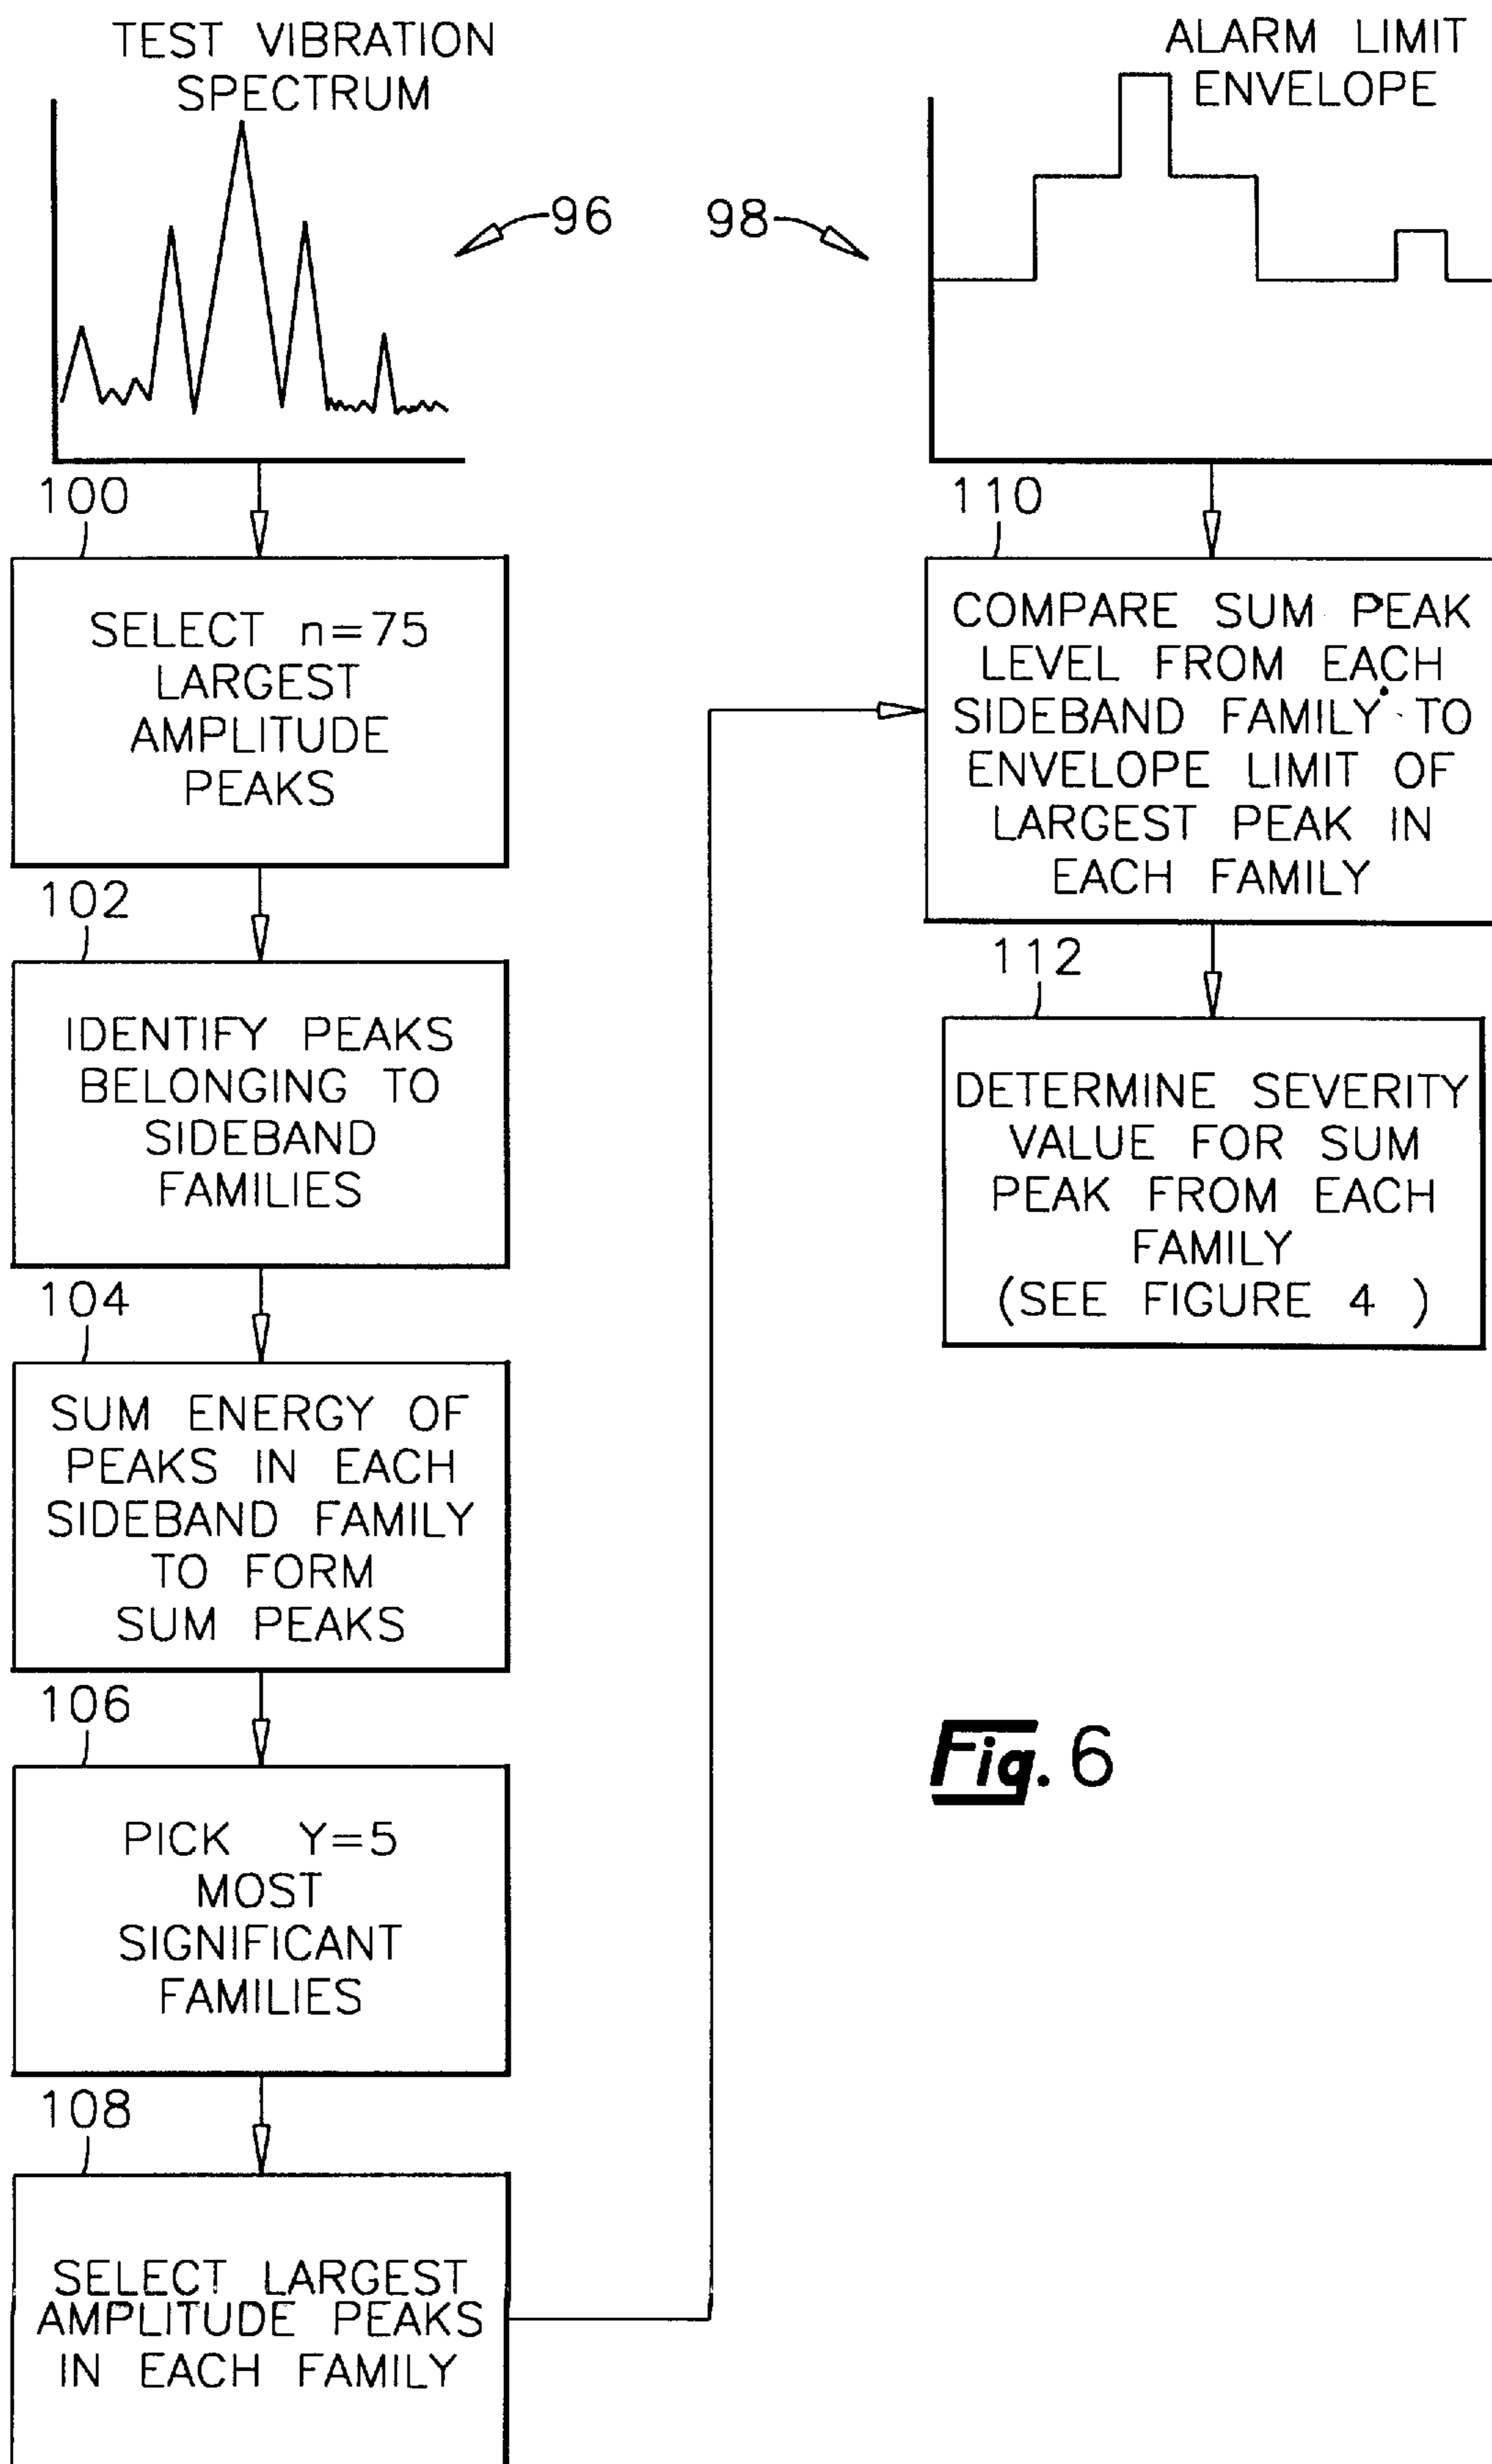 TEST VIBRATION
SPECTRUM
96
100
SELECT n=75
LARGEST
AMPLITUDE
PEAKS
102
IDENTIFY PEAKS
BELONGING TO
SIDEBAND
FAMILIES
104
SUM ENERGY OF
PEAKS IN EACH
SIDEBAND FAMILY
TO FORM
SUM PEAKS
106
PICK Y=5
MOST
SIGNIFICANT
FAMILIES
108
SELECT LARGEST
AMPLITUDE PEAKS
IN EACH FAMILY
ALARM LIMIT
ENVELOPE
98
110
COMPARE SUM PEAK
LEVEL FROM EACH
SIDEBAND FAMILY TO
ENVELOPE LIMIT OF
LARGEST PEAK IN
EACH FAMILY
112
DETERMINE SEVERITY
VALUE FOR SUM
PEAK FROM EACH
FAMILY
(SEE FIGURE 4 )
Fig. 6